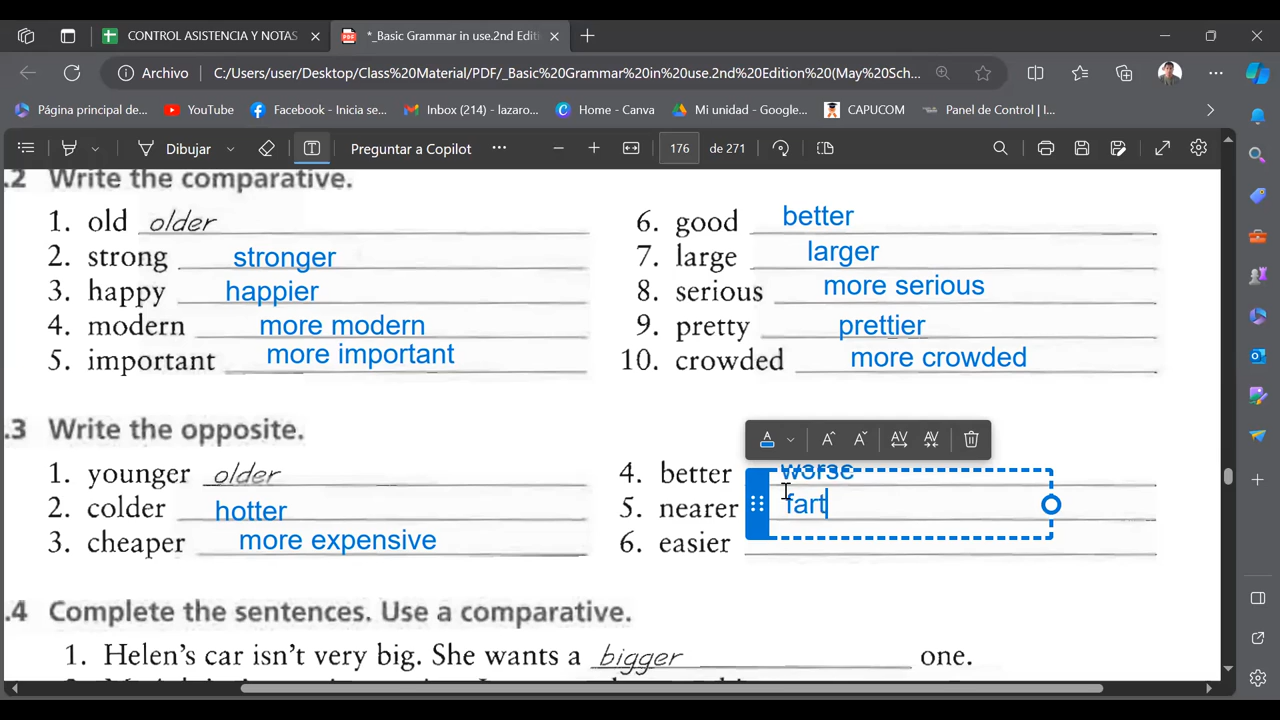 CONTROL ASISTENCIA Y NOTAS
*_Basic Grammar in use.2nd Editi
Archivo C:/Users/user/Desktop/Class%20Material/PDF/_Basic%20Grammar%20in%20use.2nd%20Edition%20(May%20Sch...
Página principal de... YouTube Facebook - Inicia se... Inbox (214) - lazaro... Home - Canva Mi unidad - Google... CAPUCOM Panel de Control | I...
Dibujar Preguntar a Copilot 176 de 271
.2 Write the comparative.
1. old older
2. strong stronger
3. happy happier
4. modern more modern
5. important more important
6. good better
7. large larger
8. serious more serious
9. pretty prettier
10. crowded more crowded
.3 Write the opposite.
1. younger older
2. colder hotter
3. cheaper more expensive
4. better worse
5. nearer fart
6. easier
.4 Complete the sentences. Use a comparative.
1. Helen's car isn't very big. She wants a bigger one.